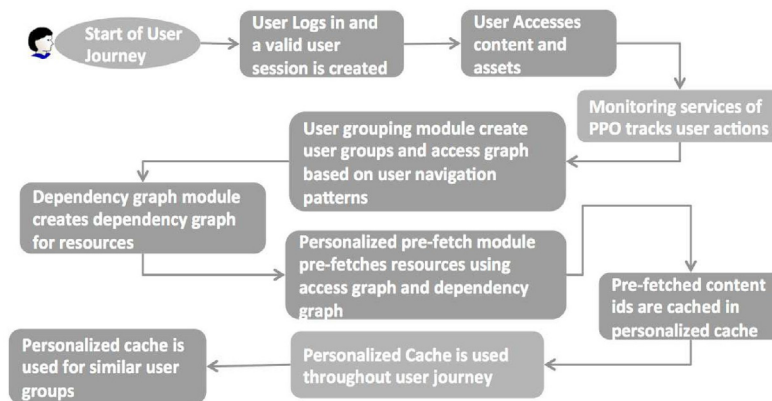 Start of User
Journey
User Logs in and
a valid user
session is created
User Accesses
content and
assets
Monitoring services of
PPO tracks user actions
User grouping module create
user groups and access graph
based on user navigation
patterns
Dependency graph module
creates dependency graph
for resources
Personalized pre-fetch module
pre-fetches resources using
access graph and dependency
graph
Pre-fetched content
ids are cached in
personalized cache
Personalized Cache is used
throughout user journey
Personalized cache is
used for similar user
groups